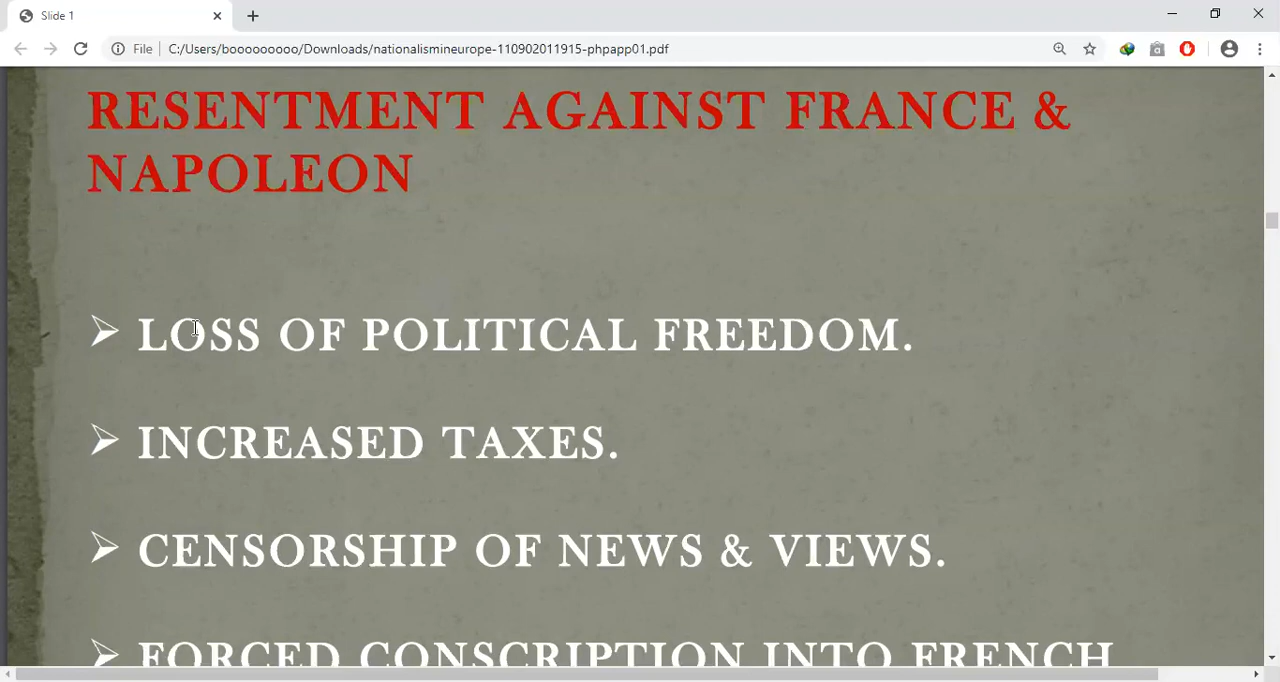 Slide 1
File C:/Users/boooooooooo/Downloads/nationalismineurope-110902011915-phpapp01.pdf
RESENTMENT AGAINST FRANCE &
NAPOLEON
➢ LOSS OF POLITICAL FREEDOM.
➢ INCREASED TAXES.
➢ CENSORSHIP OF NEWS & VIEWS.
➢ FORCED CONSCRIPTION INTO FRENCH